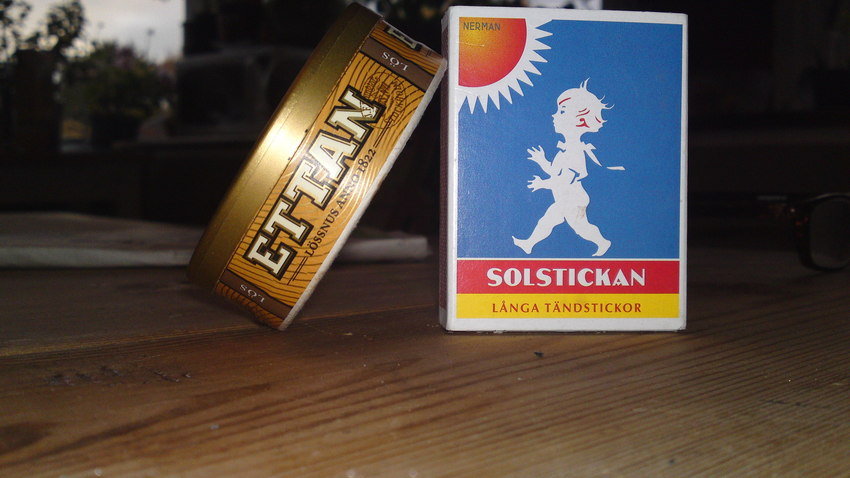 LÖS
ETTAN
LÖSSNUS ANNO 1822
LÖS
NERMAN
SOLSTICKAN
LÅNGA TÄNDSTICKOR